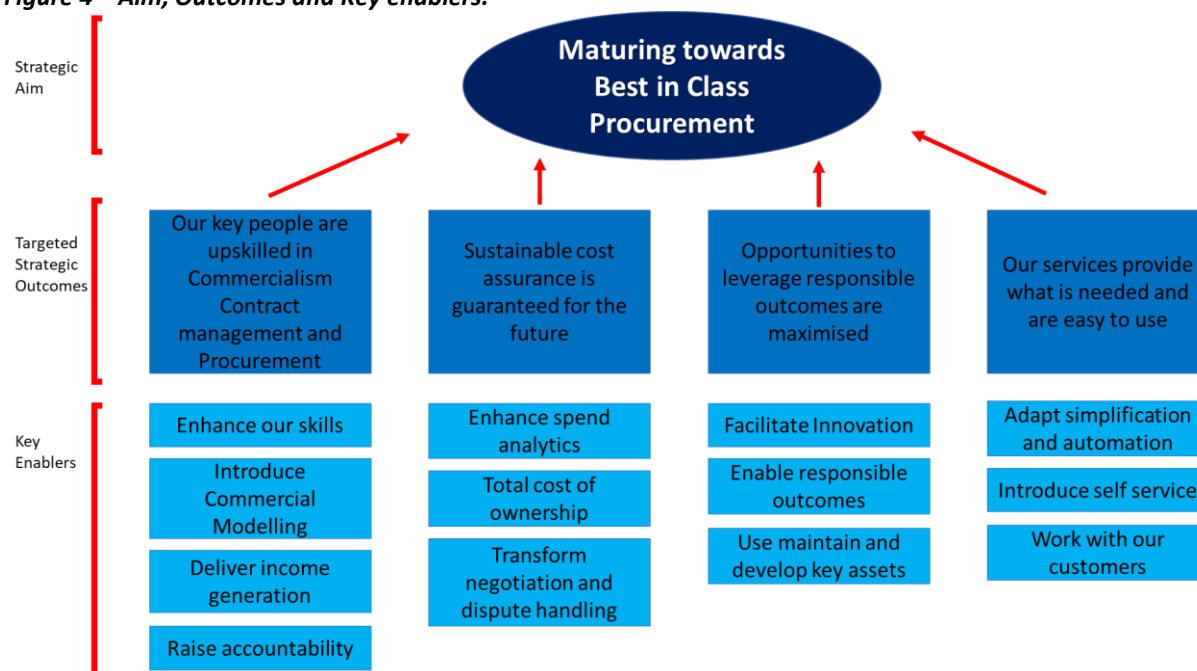 Figure 4 – Aim, Outcomes and Key enablers.
Strategic
Aim
Maturing towards
Best in Class
Procurement
Targeted
Strategic
Outcomes
Our key people are
upskilled in
Commercialism
Contract
management and
Procurement
Sustainable cost
assurance is
guaranteed for the
future
Opportunities to
leverage responsible
outcomes are
maximised
Our services provide
what is needed and
are easy to use
Key
Enablers
Enhance our skills
Introduce
Commercial
Modelling
Deliver income
generation
Raise accountability
Enhance spend
analytics
Total cost of
ownership
Transform
negotiation and
dispute handling
Facilitate Innovation
Enable responsible
outcomes
Use maintain and
develop key assets
Adapt simplification
and automation
Introduce self service
Work with our
customers